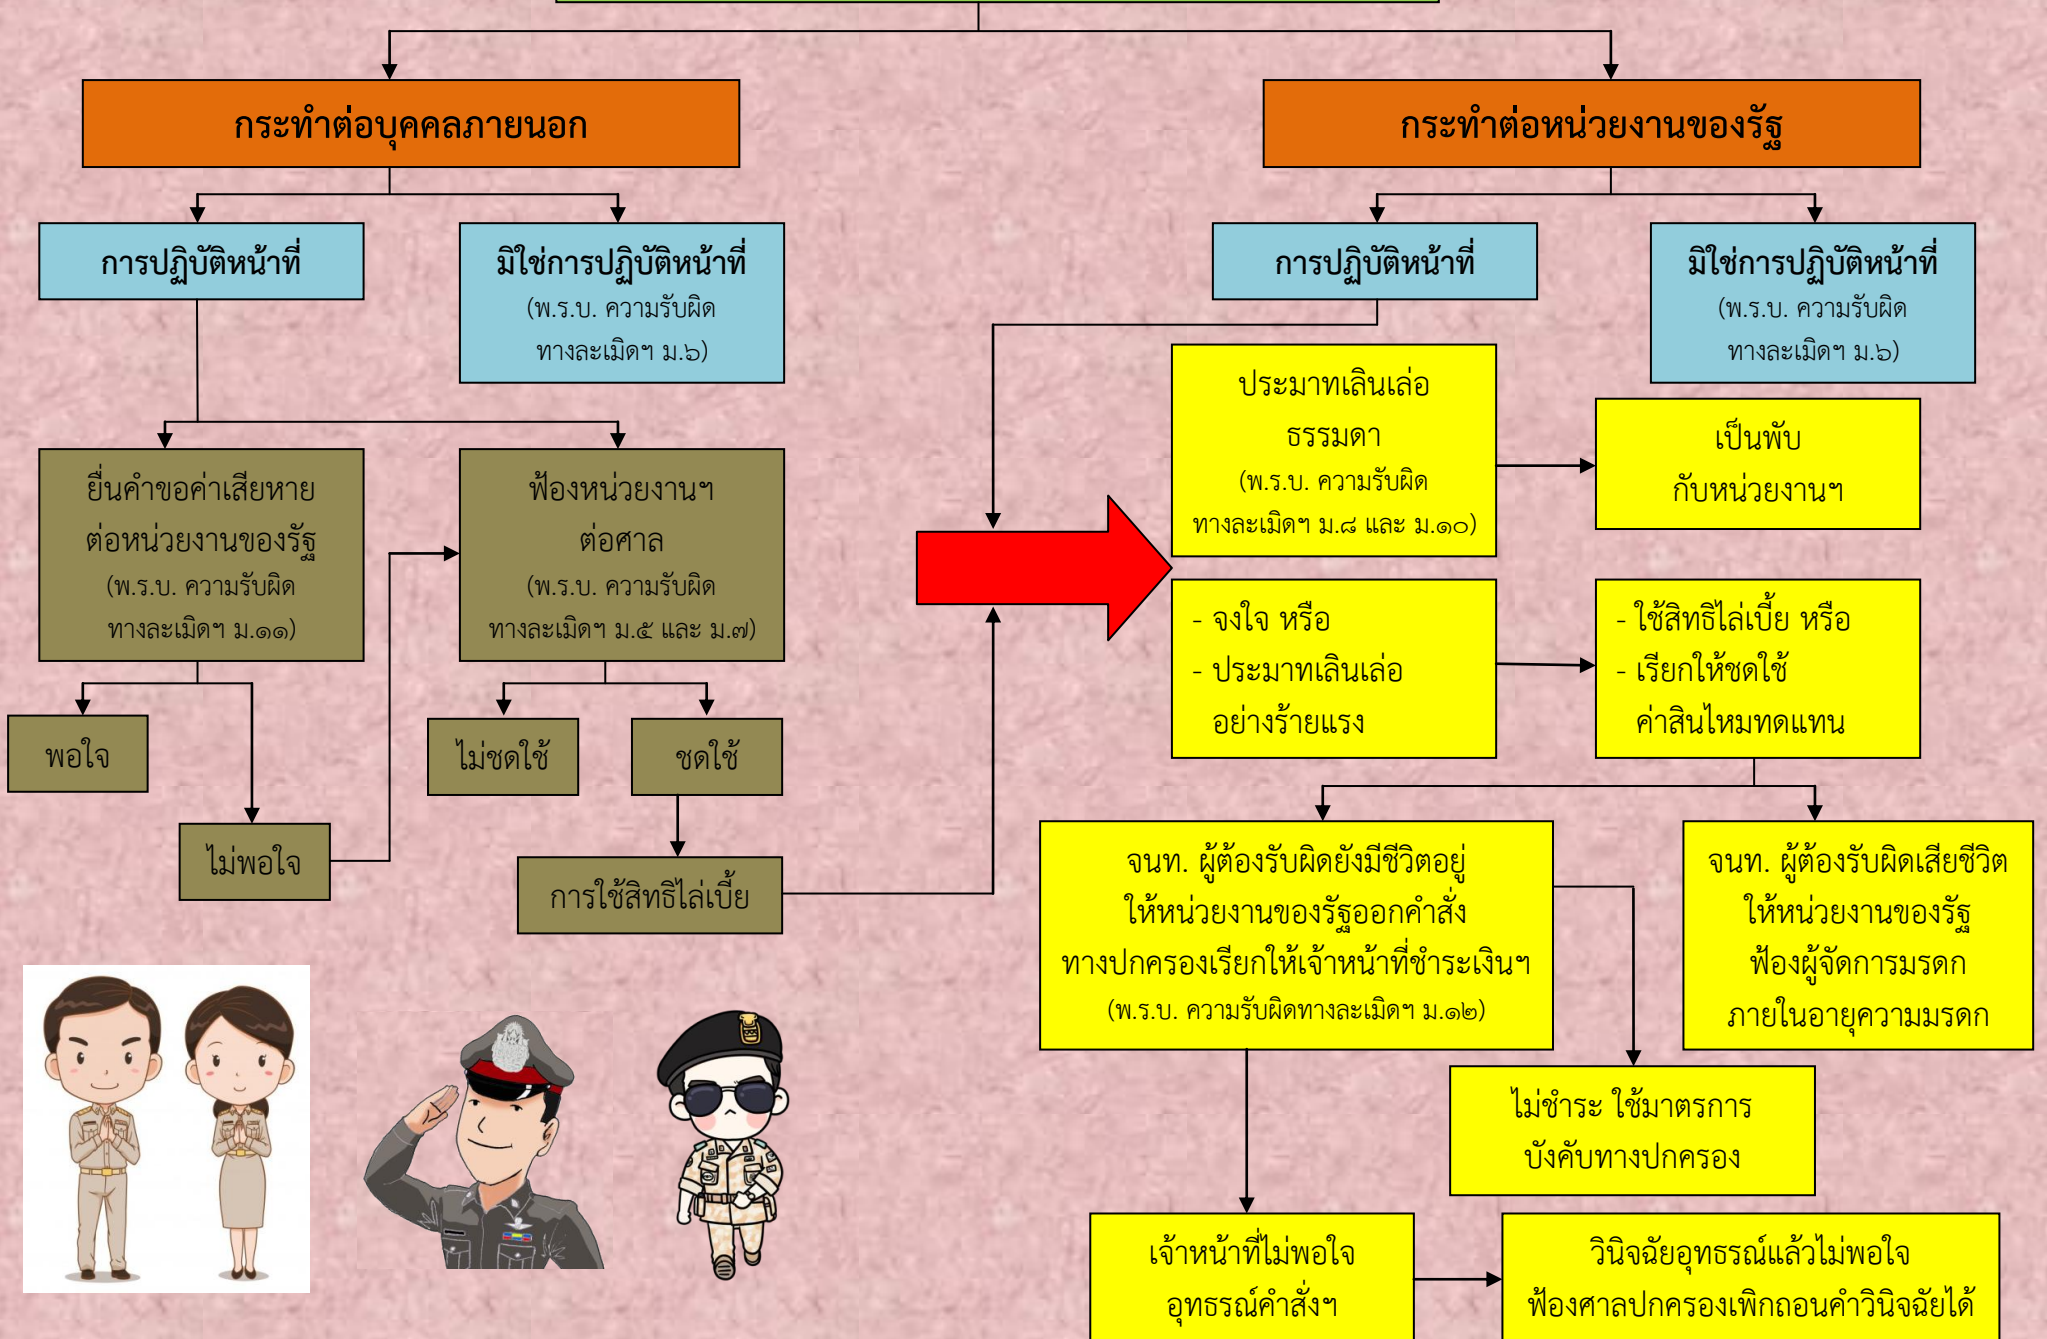 กระทำต่อบุคคลภายนอก
กระทำต่อหน่วยงานของรัฐ
การปฏิบัติหน้าที่
มิใช่การปฏิบัติหน้าที่
(พ.ร.บ. ความรับผิด
ทางละเมิดฯ ม.๖)
การปฏิบัติหน้าที่
มิใช่การปฏิบัติหน้าที่
(พ.ร.บ. ความรับผิด
ทางละเมิดฯ ม.๖)
ยื่นคำขอค่าเสียหาย
ต่อหน่วยงานของรัฐ
(พ.ร.บ. ความรับผิด
ทางละเมิดฯ ม.๑๑)
ฟ้องหน่วยงานฯ
ต่อศาล
(พ.ร.บ. ความรับผิด
ทางละเมิดฯ ม.๕ และ ม.๗)
พอใจ
ไม่พอใจ
ไม่ชดใช้
ชดใช้
การใช้สิทธิไล่เบี้ย
ประมาทเลินเล่อ
ธรรมดา
(พ.ร.บ. ความรับผิด
ทางละเมิดฯ ม.๘ และ ม.๑๐)
เป็นพับ
กับหน่วยงานฯ
- จงใจ หรือ
- ประมาทเลินเล่อ
อย่างร้ายแรง
- ใช้สิทธิไล่เบี้ย หรือ
- เรียกให้ชดใช้
ค่าสินไหมทดแทน
จนท. ผู้ต้องรับผิดยังมีชีวิตอยู่
ให้หน่วยงานของรัฐออกคำสั่ง
ทางปกครองเรียกให้เจ้าหน้าที่ชำระเงินฯ
(พ.ร.บ. ความรับผิดทางละเมิดฯ ม.๑๒)
จนท. ผู้ต้องรับผิดเสียชีวิต
ให้หน่วยงานของรัฐ
ฟ้องผู้จัดการมรดก
ภายในอายุความมรดก
ไม่ชำระ ใช้มาตรการ
บังคับทางปกครอง
เจ้าหน้าที่ไม่พอใจ
อุทธรณ์คำสั่งฯ
วินิจฉัยอุทธรณ์แล้วไม่พอใจ
ฟ้องศาลปกครองเพิกถอนคำวินิจฉัยได้